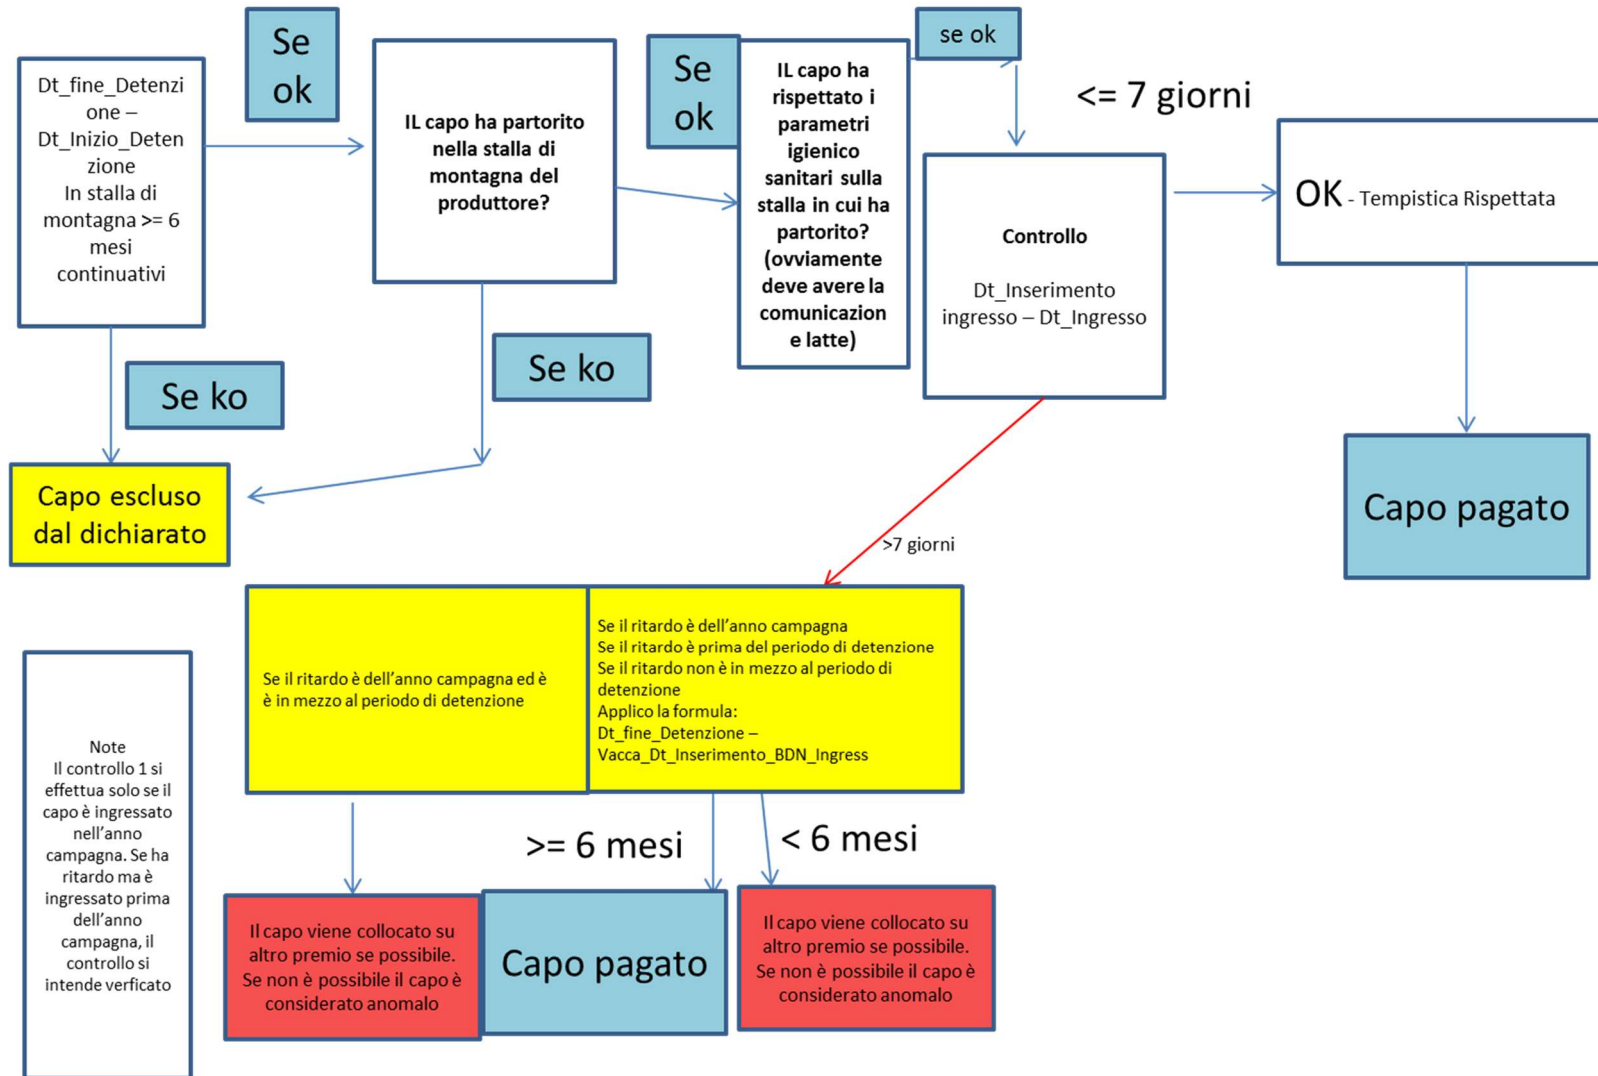 Dt_fine_Detenzi
one –
Dt_Inizio_Deten
zione
In stalla di
montagna >= 6
mesi
continuativi
Se
ok
IL capo ha partorito
nella stalla di
montagna del
produttore?
Se
ok
IL capo ha
rispettato i
parametri
igienico
sanitari sulla
stalla in cui ha
partorito?
(ovviamente
deve avere la
comunicazion
e latte)
se ok
Controllo
Dt_Inserimento
ingresso – Dt_Ingresso
<= 7 giorni
OK - Tempistica Rispettata
Capo pagato
Se ko
Se ko
Capo escluso
dal dichiarato
>7 giorni
Se il ritardo è dell'anno campagna ed è
è in mezzo al periodo di detenzione
Se il ritardo è dell'anno campagna
Se il ritardo è prima del periodo di detenzione
Se il ritardo non è in mezzo al periodo di
detenzione
Applico la formula:
Dt_fine_Detenzione –
Vacca_Dt_Inserimento_BDN_Ingress
Note
Il controllo 1 si
effettua solo se il
capo è ingressato
nell'anno
campagna. Se ha
ritardo ma è
ingressato prima
dell'anno
campagna, il
controllo si
intende verficato
>= 6 mesi
< 6 mesi
Il capo viene collocato su
altro premio se possibile.
Se non è possibile il capo è
considerato anomalo
Capo pagato
Il capo viene collocato su
altro premio se possibile.
Se non è possibile il capo è
considerato anomalo